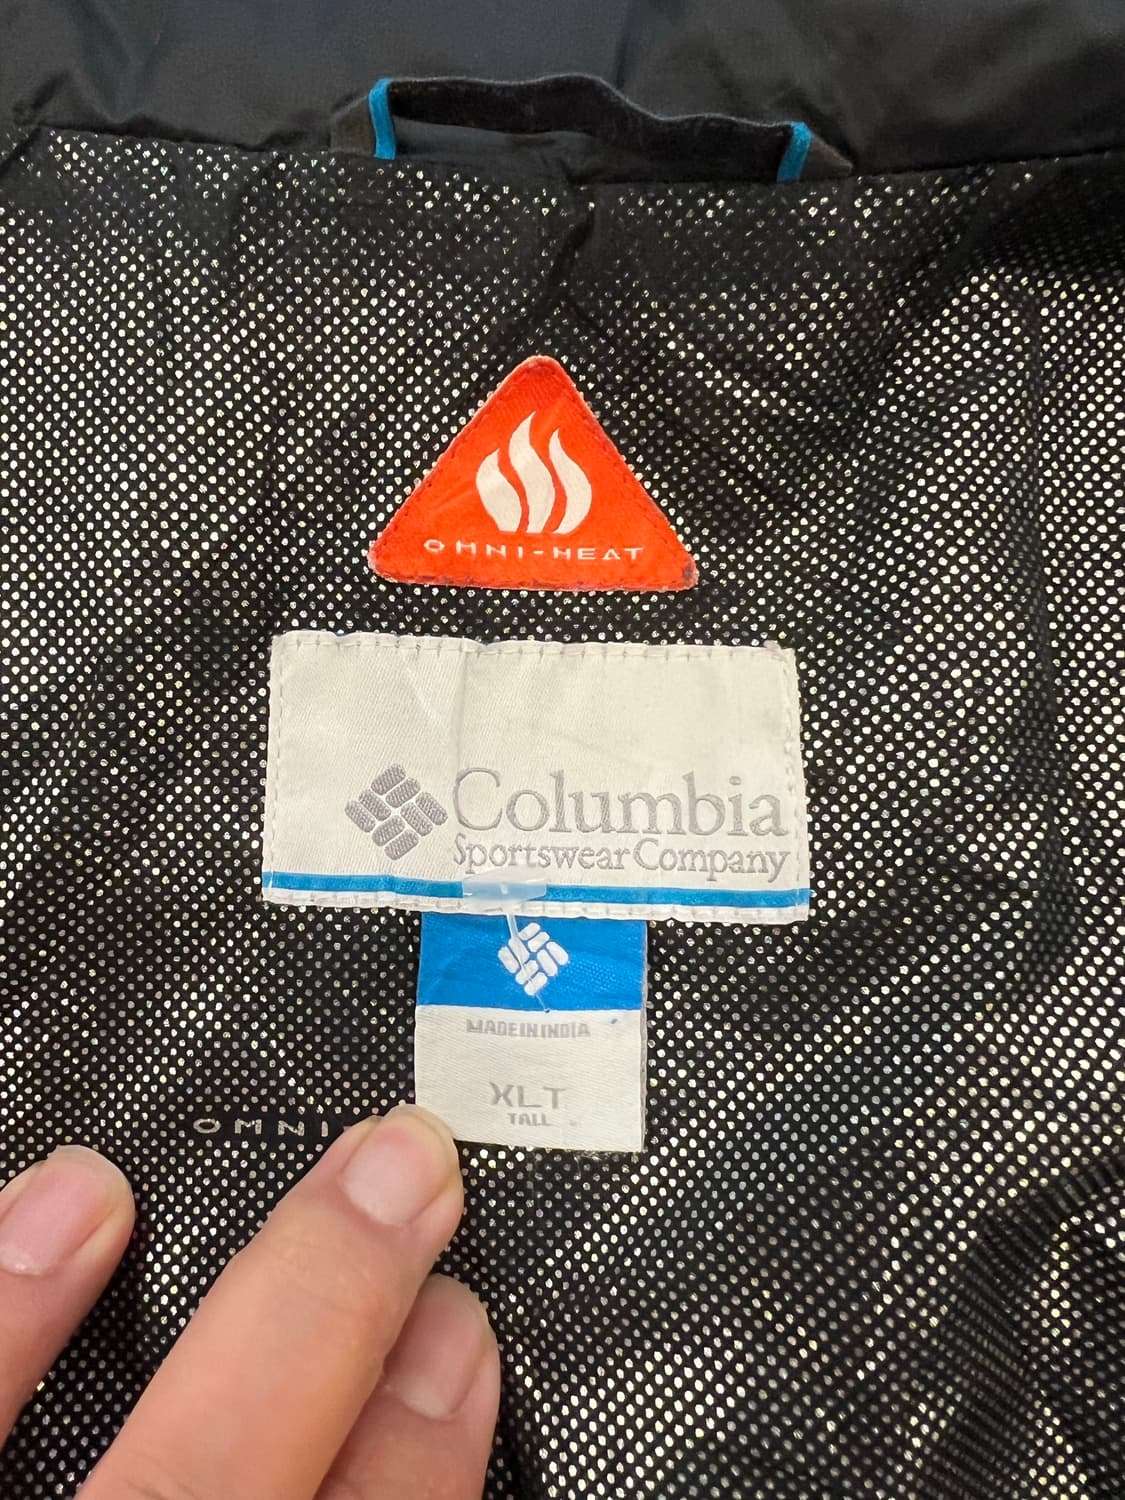 OMNI-HEAT
Columbia
Sportswear Company
MADE IN INDIA
XLT
TALL
OMNI